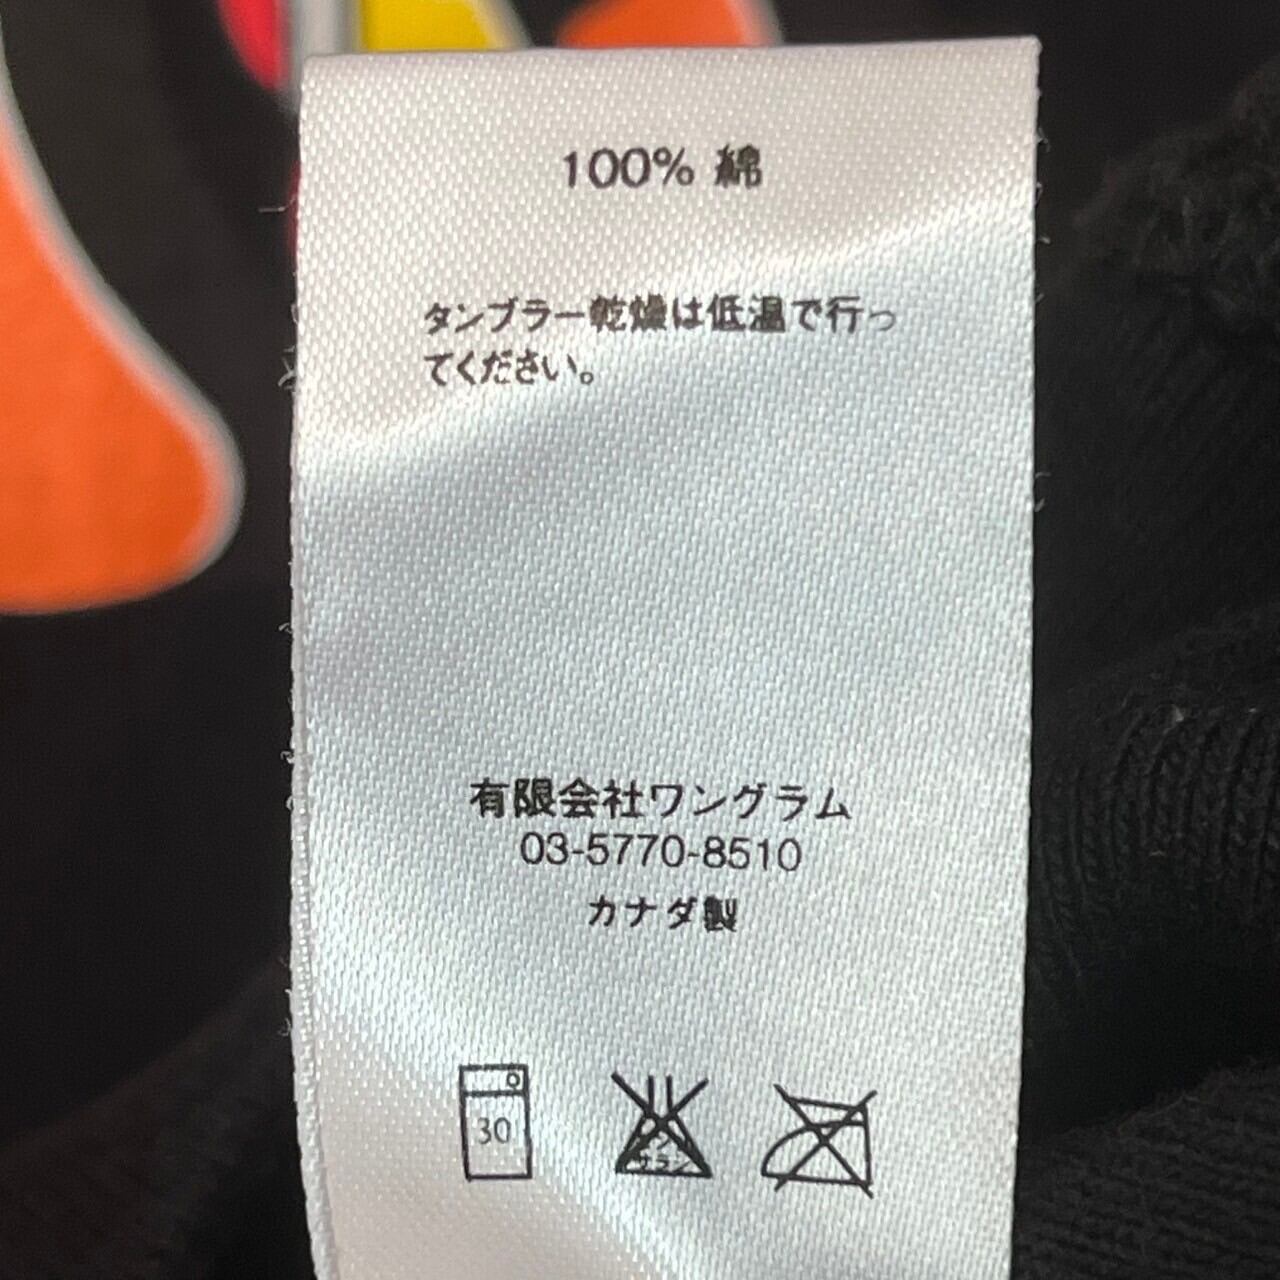 100% 綿
タンブラー乾燥は低温で行っ
てください。
有限会社ワングラム
03-5770-8510
カナダ製
30
エンソ
サラシ